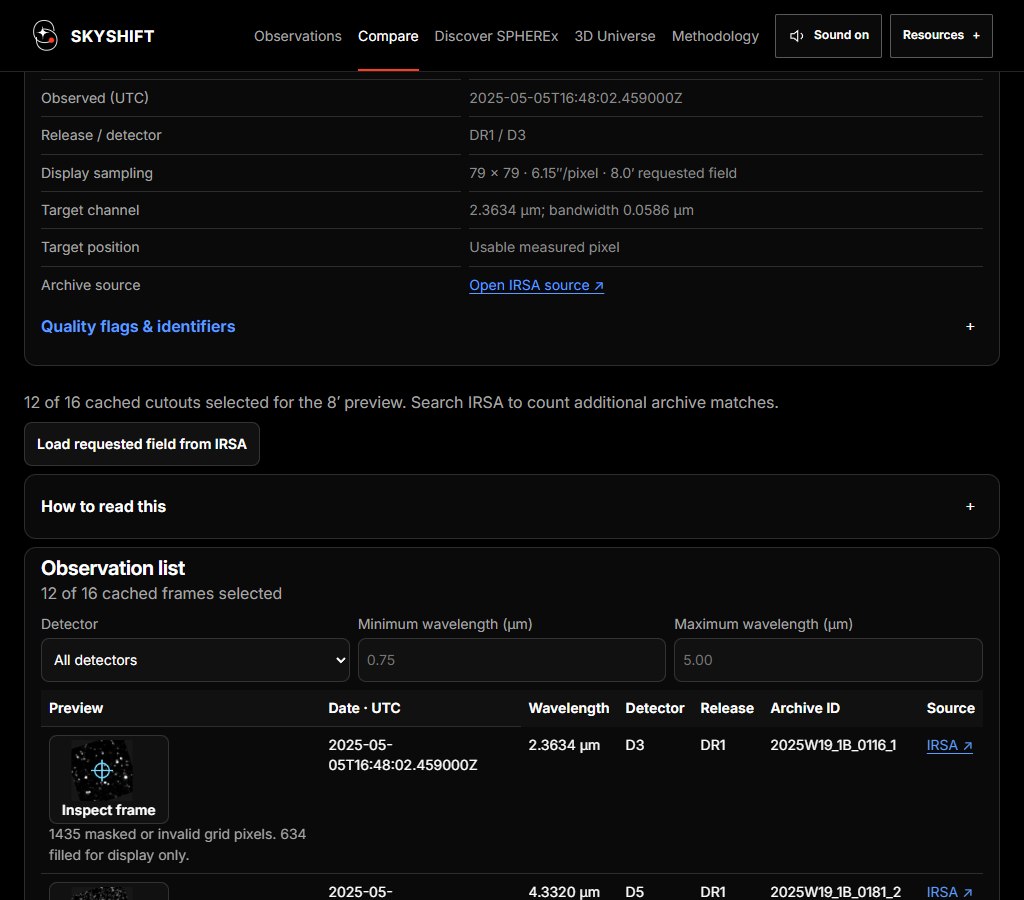 SKYSHIFT
Observations
Compare
Discover SPHEREx
3D Universe
Methodology
Sound on
Resources +
Observed (UTC) 2025-05-05T16:48:02.459000Z
Release / detector DR1 / D3
Display sampling 79 × 79 · 6.15″/pixel · 8.0′ requested field
Target channel 2.3634 μm; bandwidth 0.0586 μm
Target position Usable measured pixel
Archive source Open IRSA source ↗
Quality flags & identifiers +
12 of 16 cached cutouts selected for the 8′ preview. Search IRSA to count additional archive matches.
Load requested field from IRSA
How to read this +
Observation list
12 of 16 cached frames selected
Detector Minimum wavelength (μm) Maximum wavelength (μm)
All detectors 0.75 5.00
Preview Date · UTC Wavelength Detector Release Archive ID Source
2025-05-
05T16:48:02.459000Z
2.3634 μm D3 DR1 2025W19_1B_0116_1 IRSA ↗
Inspect frame
1435 masked or invalid grid pixels. 634
filled for display only.
2025-05- 4.3320 μm D5 DR1 2025W19_1B_0181_2 IRSA ↗